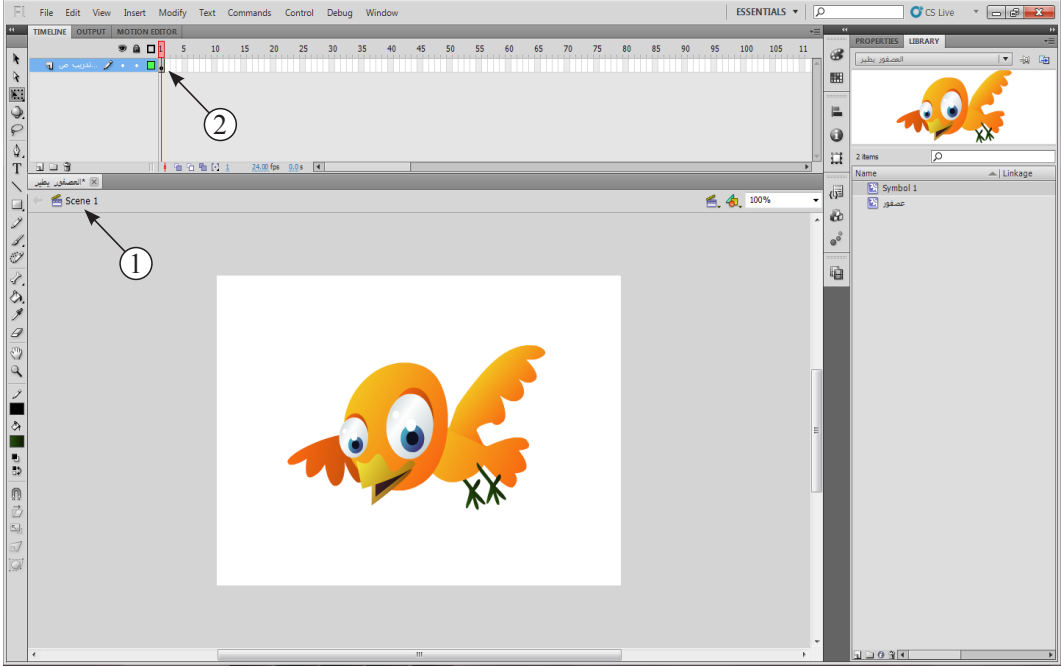 Fl File Edit View Insert Modify Text Commands Control Debug Window ESSENTIALS CS Live
TIMELINE OUTPUT MOTION EDITOR
1 5 10 15 20 25 30 35 40 45 50 55 60 65 70 75 80 85 90 95 100 105 11
تدريب ص...
2
1 24.00 fps 0.0 s
العصفور يطير*
Scene 1 100%
1
PROPERTIES LIBRARY
العصفور يطير
2 items
Name Linkage
Symbol 1
عصفور